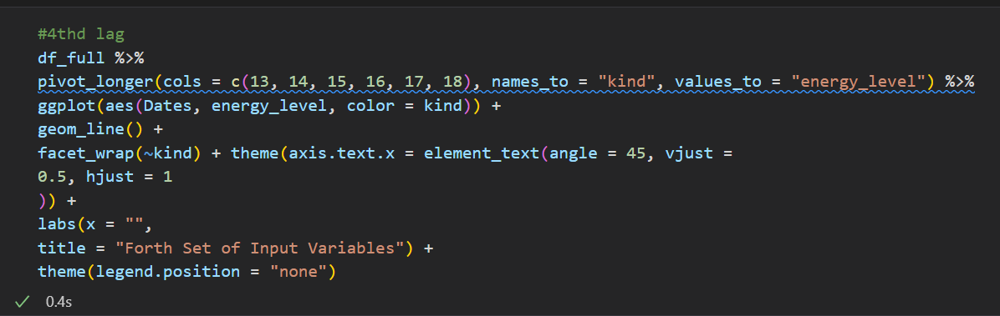 #4thd lag
df_full %>%
pivot_longer(cols = c(13, 14, 15, 16, 17, 18), names_to = "kind", values_to = "energy_level") %>%
ggplot(aes(Dates, energy_level, color = kind)) +
geom_line() +
facet_wrap(~kind) + theme(axis.text.x = element_text(angle = 45, vjust =
0.5, hjust = 1
)) +
labs(x = "",
title = "Forth Set of Input Variables") +
theme(legend.position = "none")
0.4s